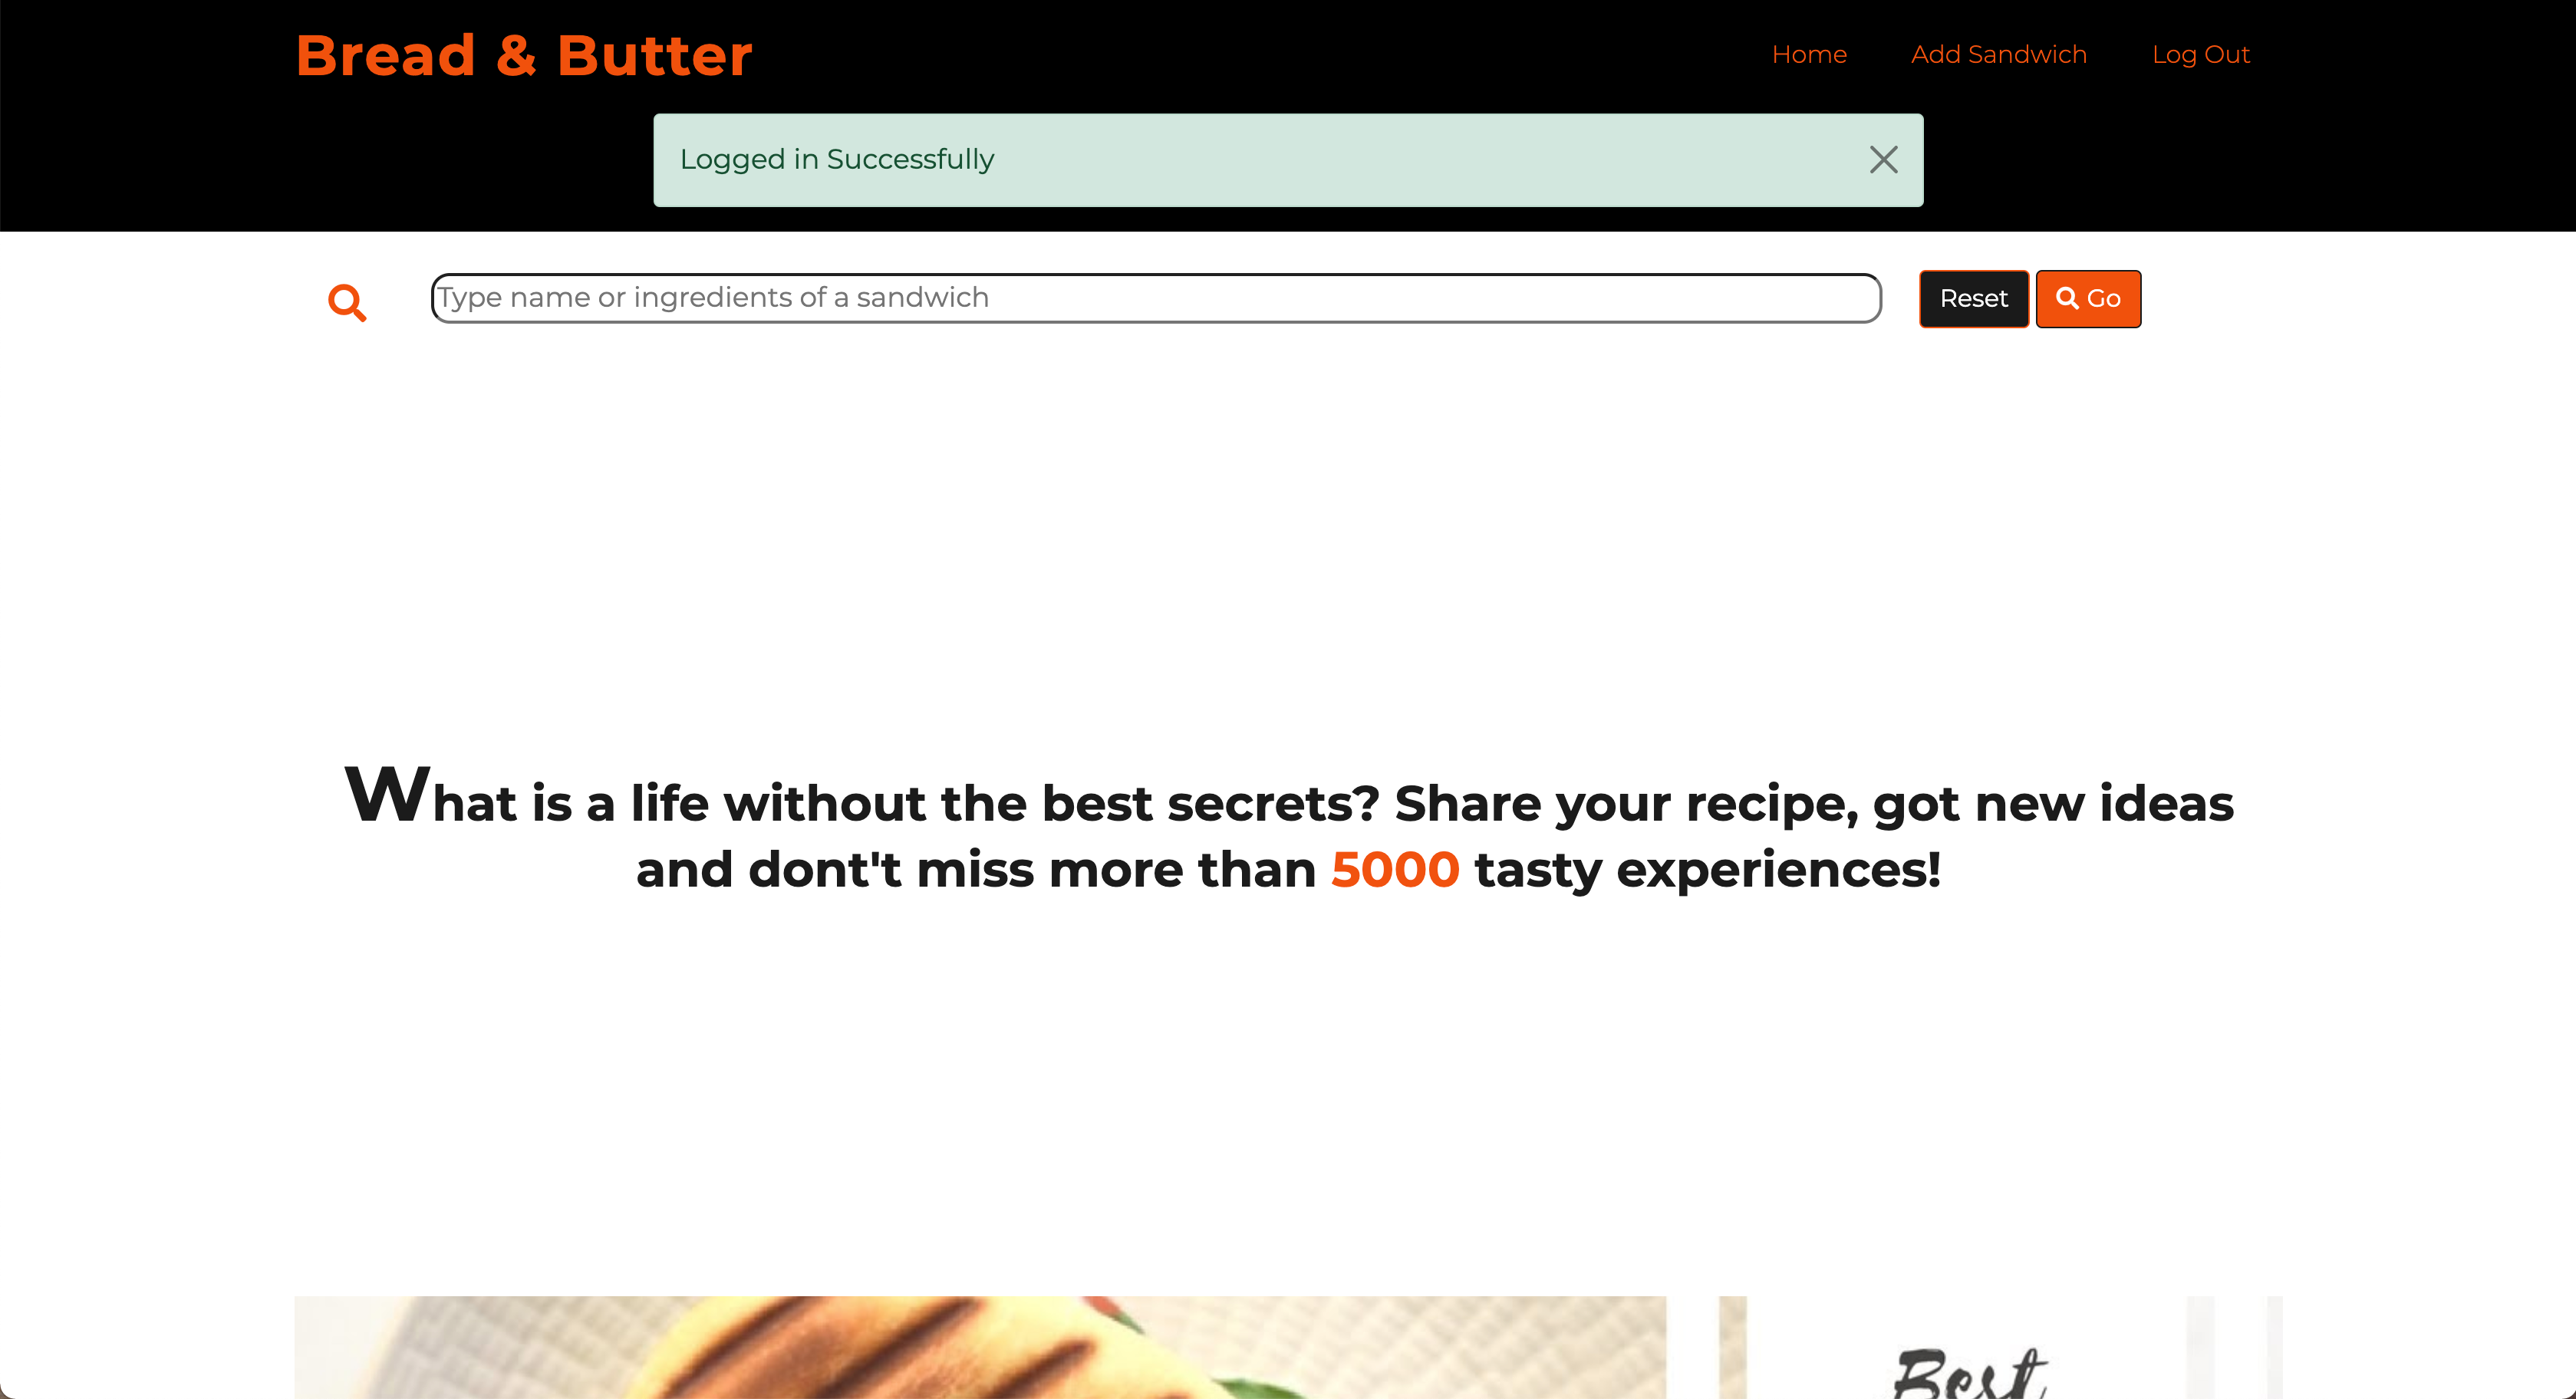 Bread & Butter
Home
Add Sandwich
Log Out
Logged in Successfully
Type name or ingredients of a sandwich
Reset
Go
What is a life without the best secrets? Share your recipe, got new ideas
and dont't miss more than 5000 tasty experiences!
Best